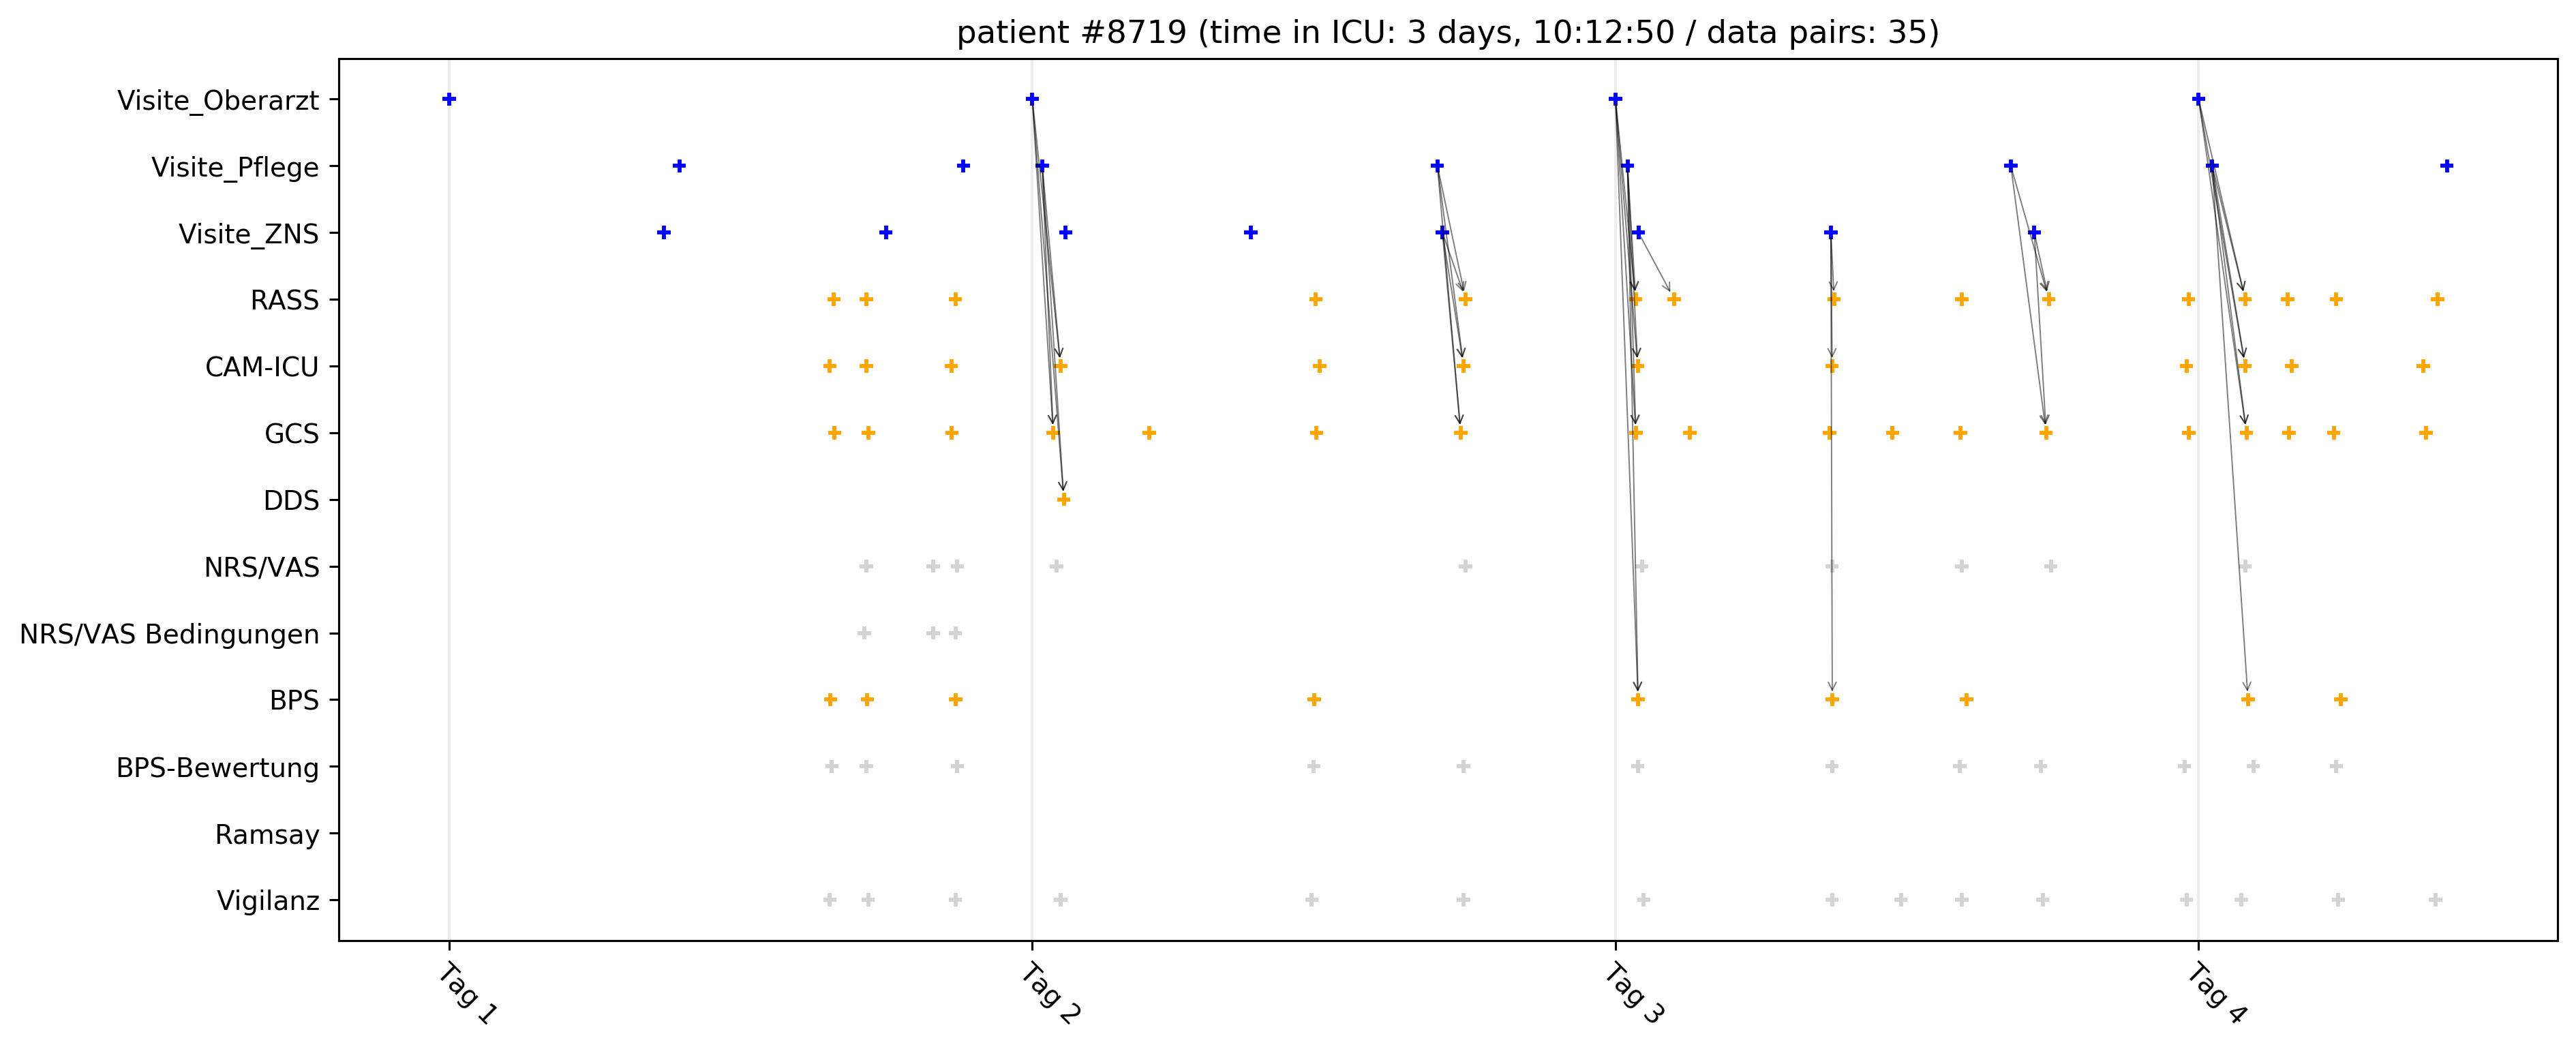 patient #8719 (time in ICU: 3 days, 10:12:50 / data pairs: 35)
Visite_Oberarzt
Visite_Pflege
Visite_ZNS
RASS
CAM-ICU
GCS
DDS
NRS/VAS
NRS/VAS Bedingungen
BPS
BPS-Bewertung
Ramsay
Vigilanz
Tag 1
Tag 2
Tag 3
Tag 4